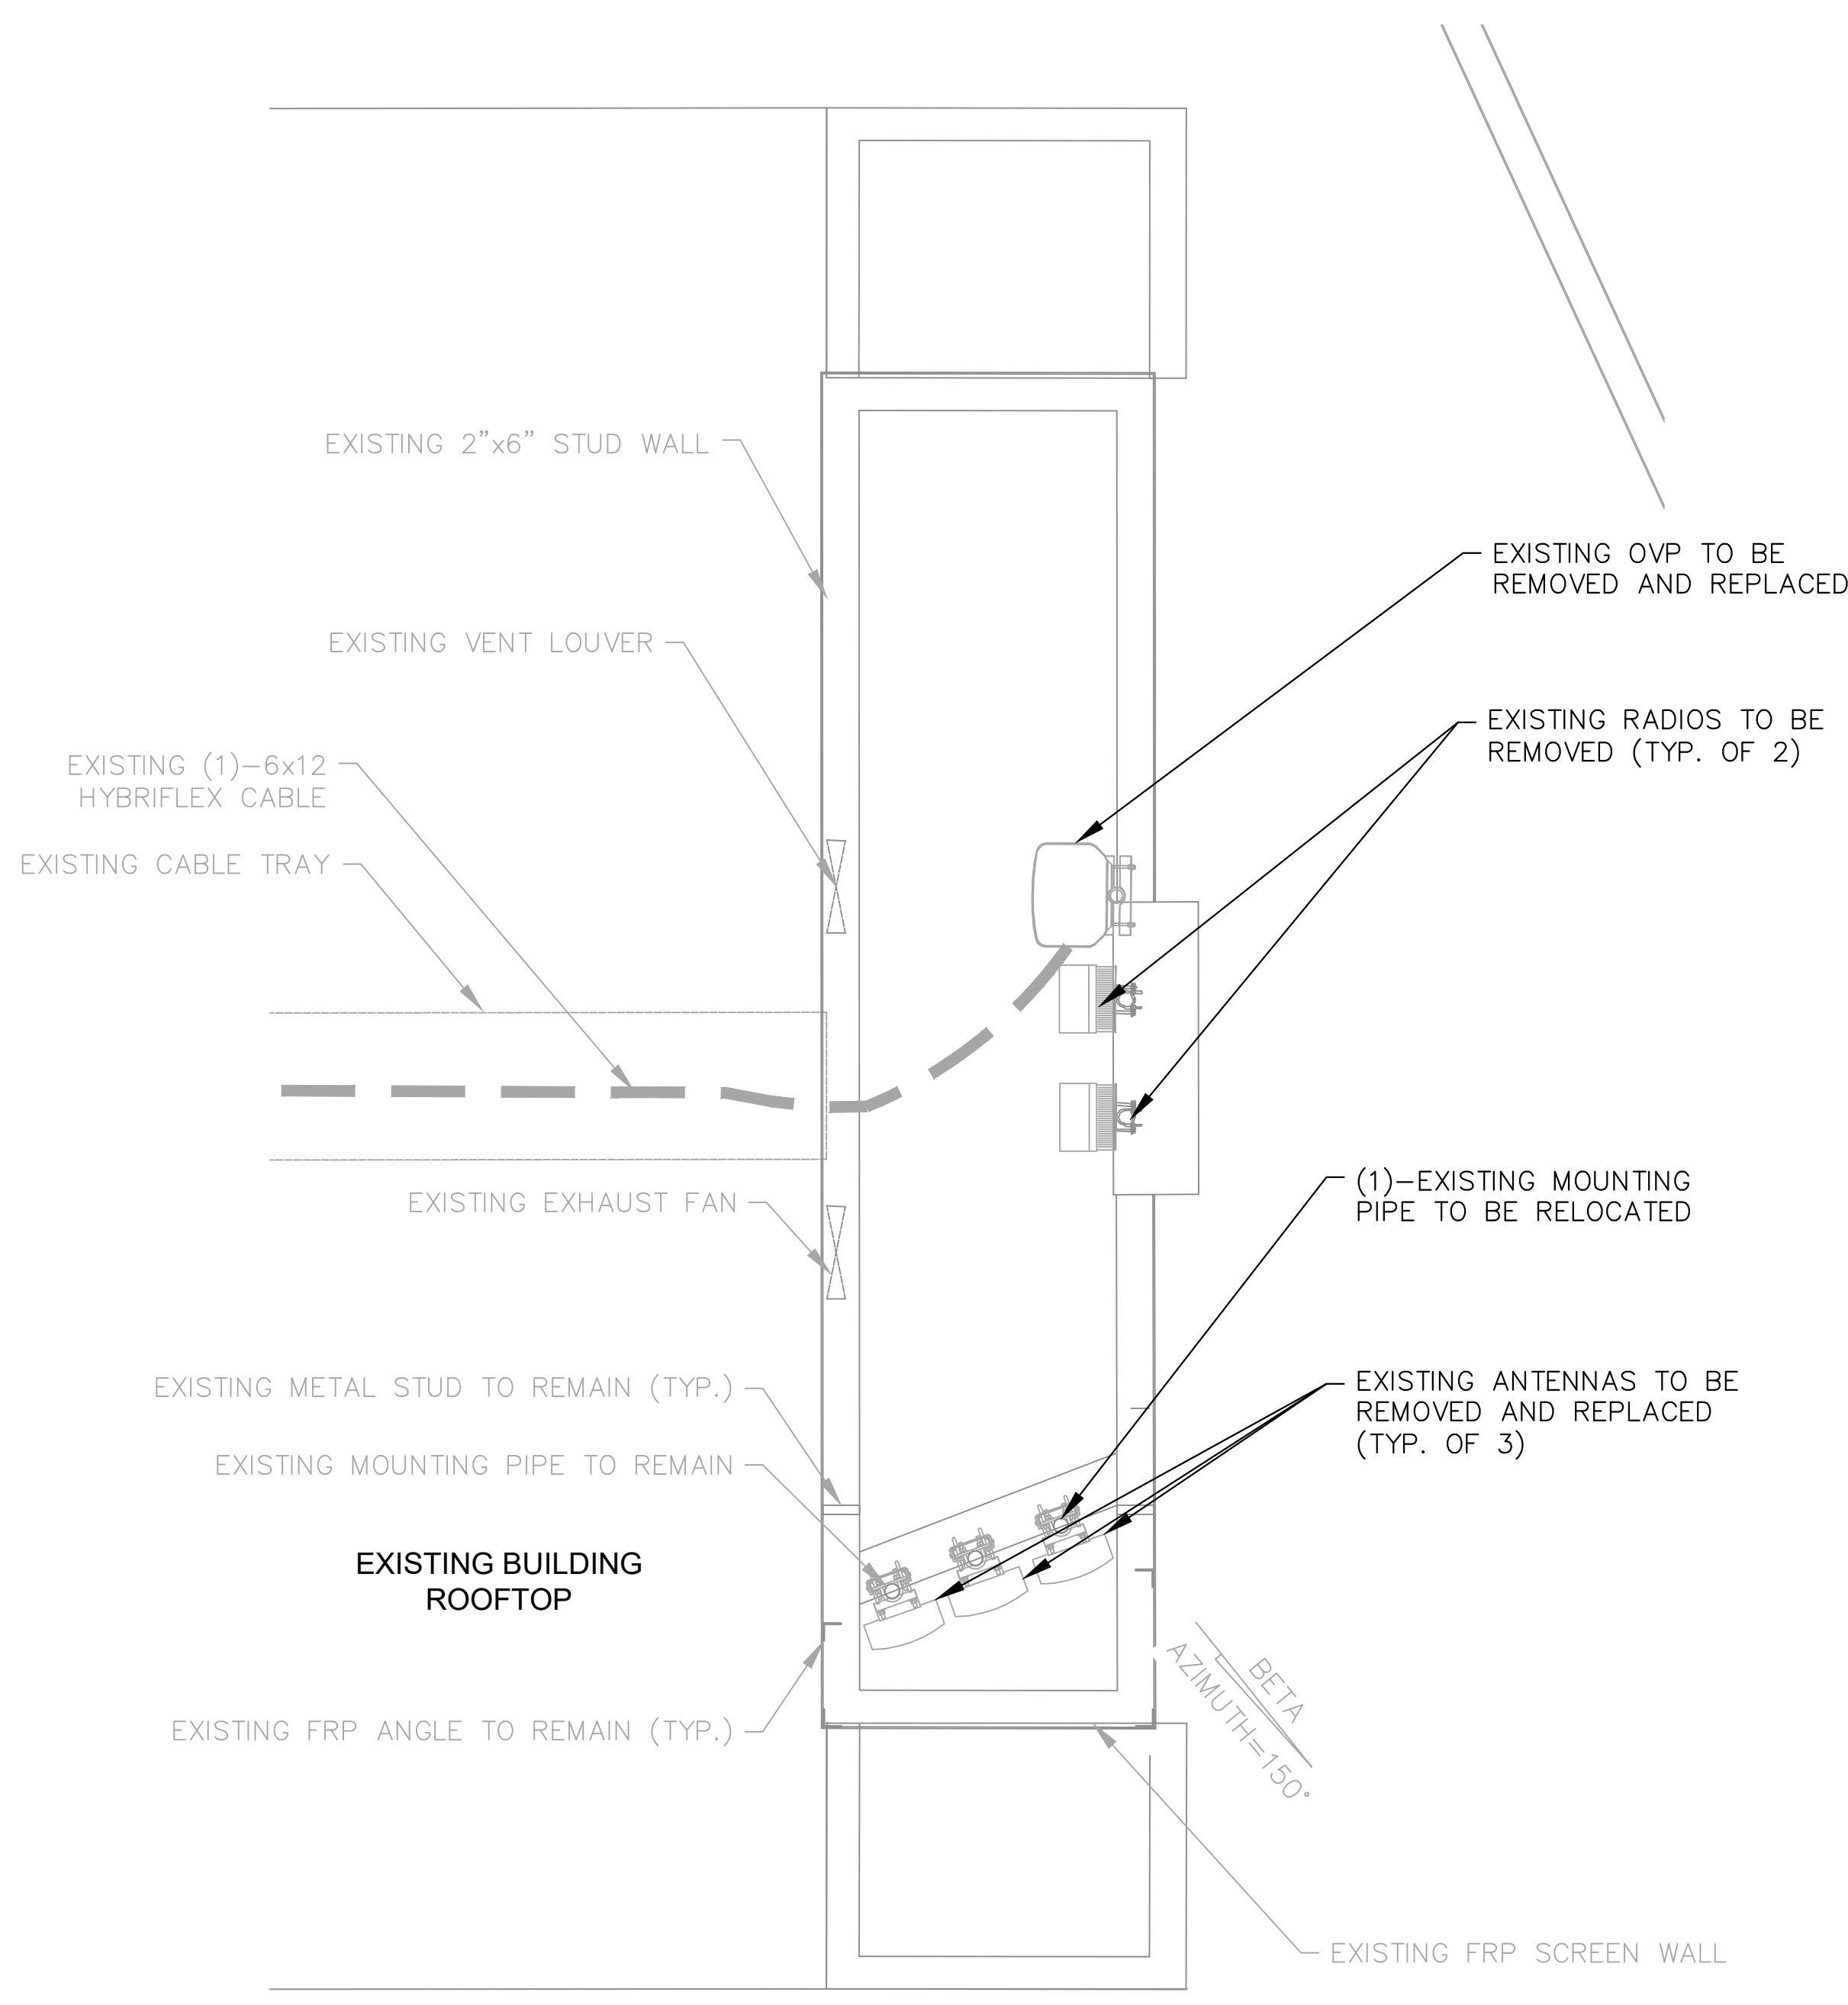 EXISTING 2"x6" STUD WALL
EXISTING OVP TO BE
REMOVED AND REPLACED
EXISTING VENT LOUVER
EXISTING RADIOS TO BE
REMOVED (TYP. OF 2)
EXISTING (1)-6x12
HYBRIFLEX CABLE
EXISTING CABLE TRAY
(1)-EXISTING MOUNTING
PIPE TO BE RELOCATED
EXISTING EXHAUST FAN
EXISTING METAL STUD TO REMAIN (TYP.)
EXISTING ANTENNAS TO BE
REMOVED AND REPLACED
(TYP. OF 3)
EXISTING MOUNTING PIPE TO REMAIN
EXISTING BUILDING
ROOFTOP
BETA
AZIMUTH=150°
EXISTING FRP ANGLE TO REMAIN (TYP.)
EXISTING FRP SCREEN WALL